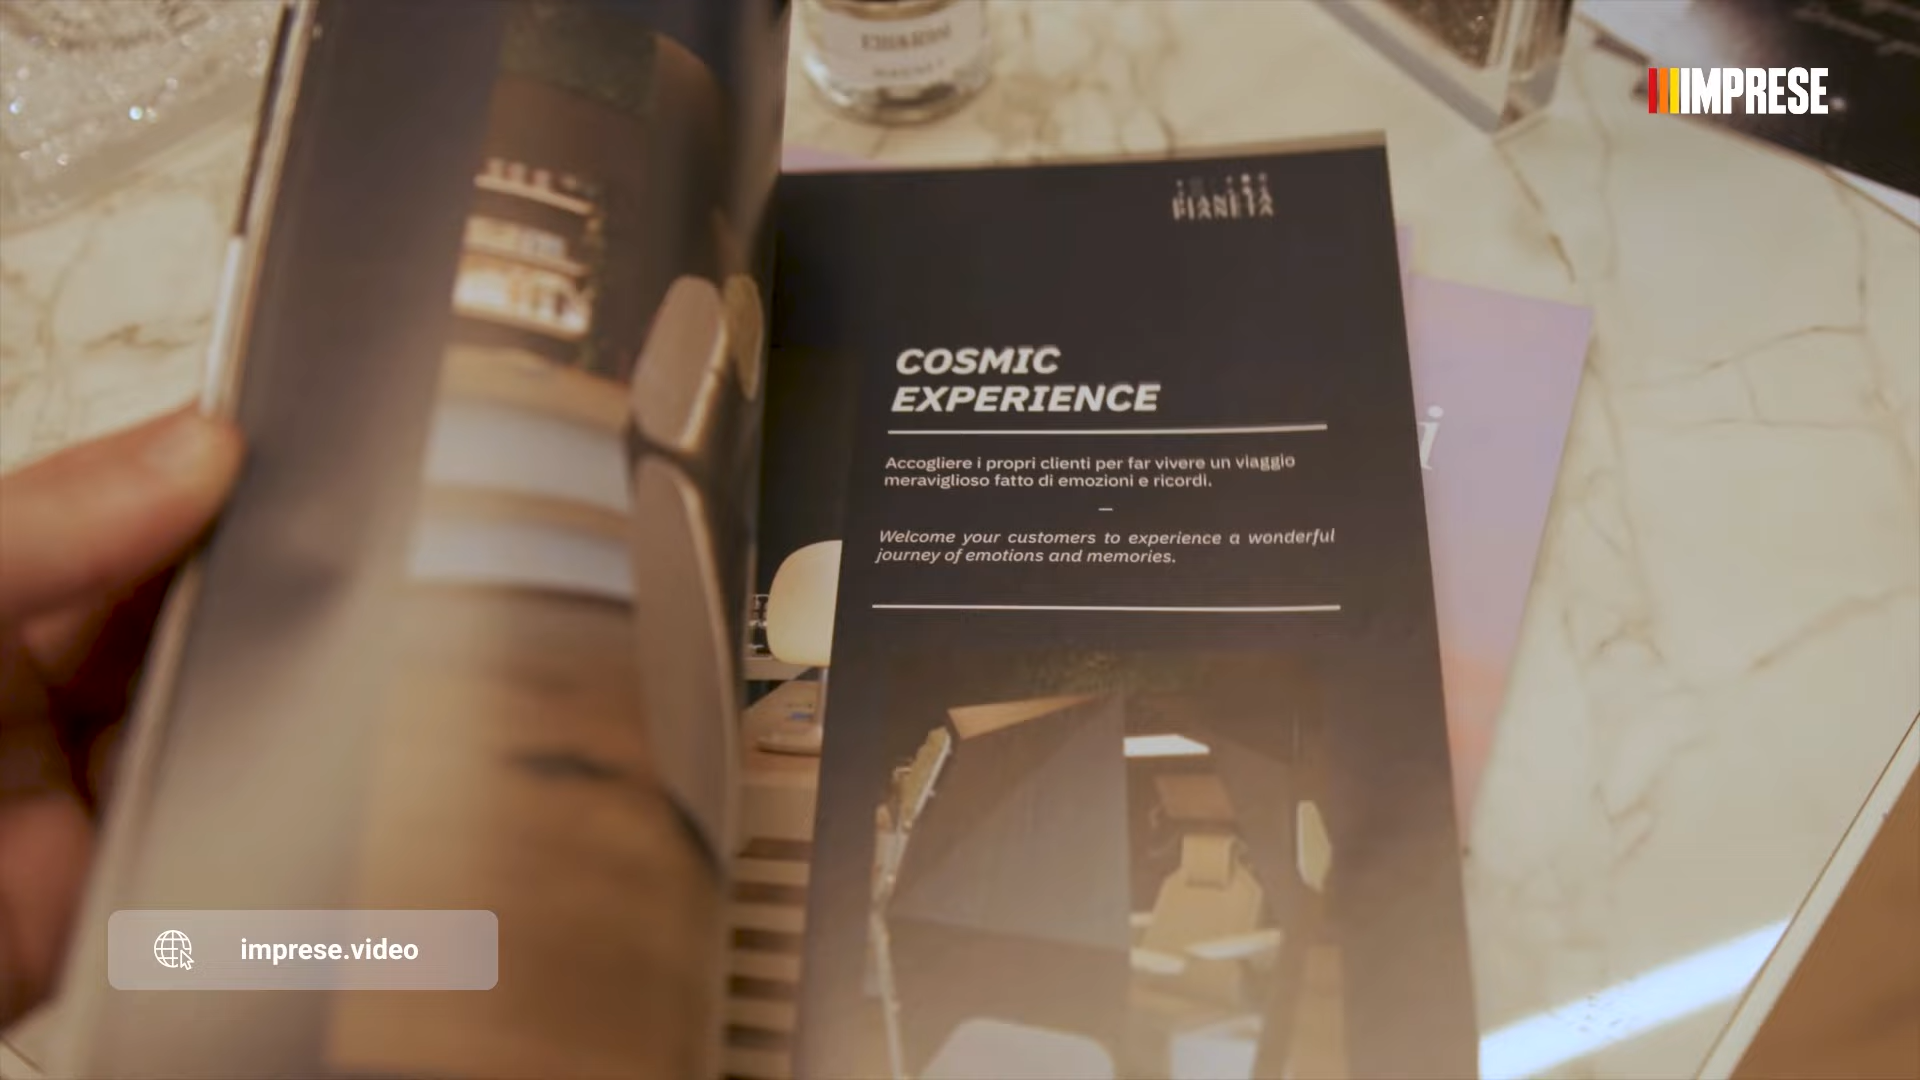 IMPRESE
PIANETA
COSMIC
EXPERIENCE
Accogliere i propri clienti per far vivere un viaggio
meraviglioso fatto di emozioni e ricordi.
—
Welcome your customers to experience a wonderful
journey of emotions and memories.
i
imprese.video